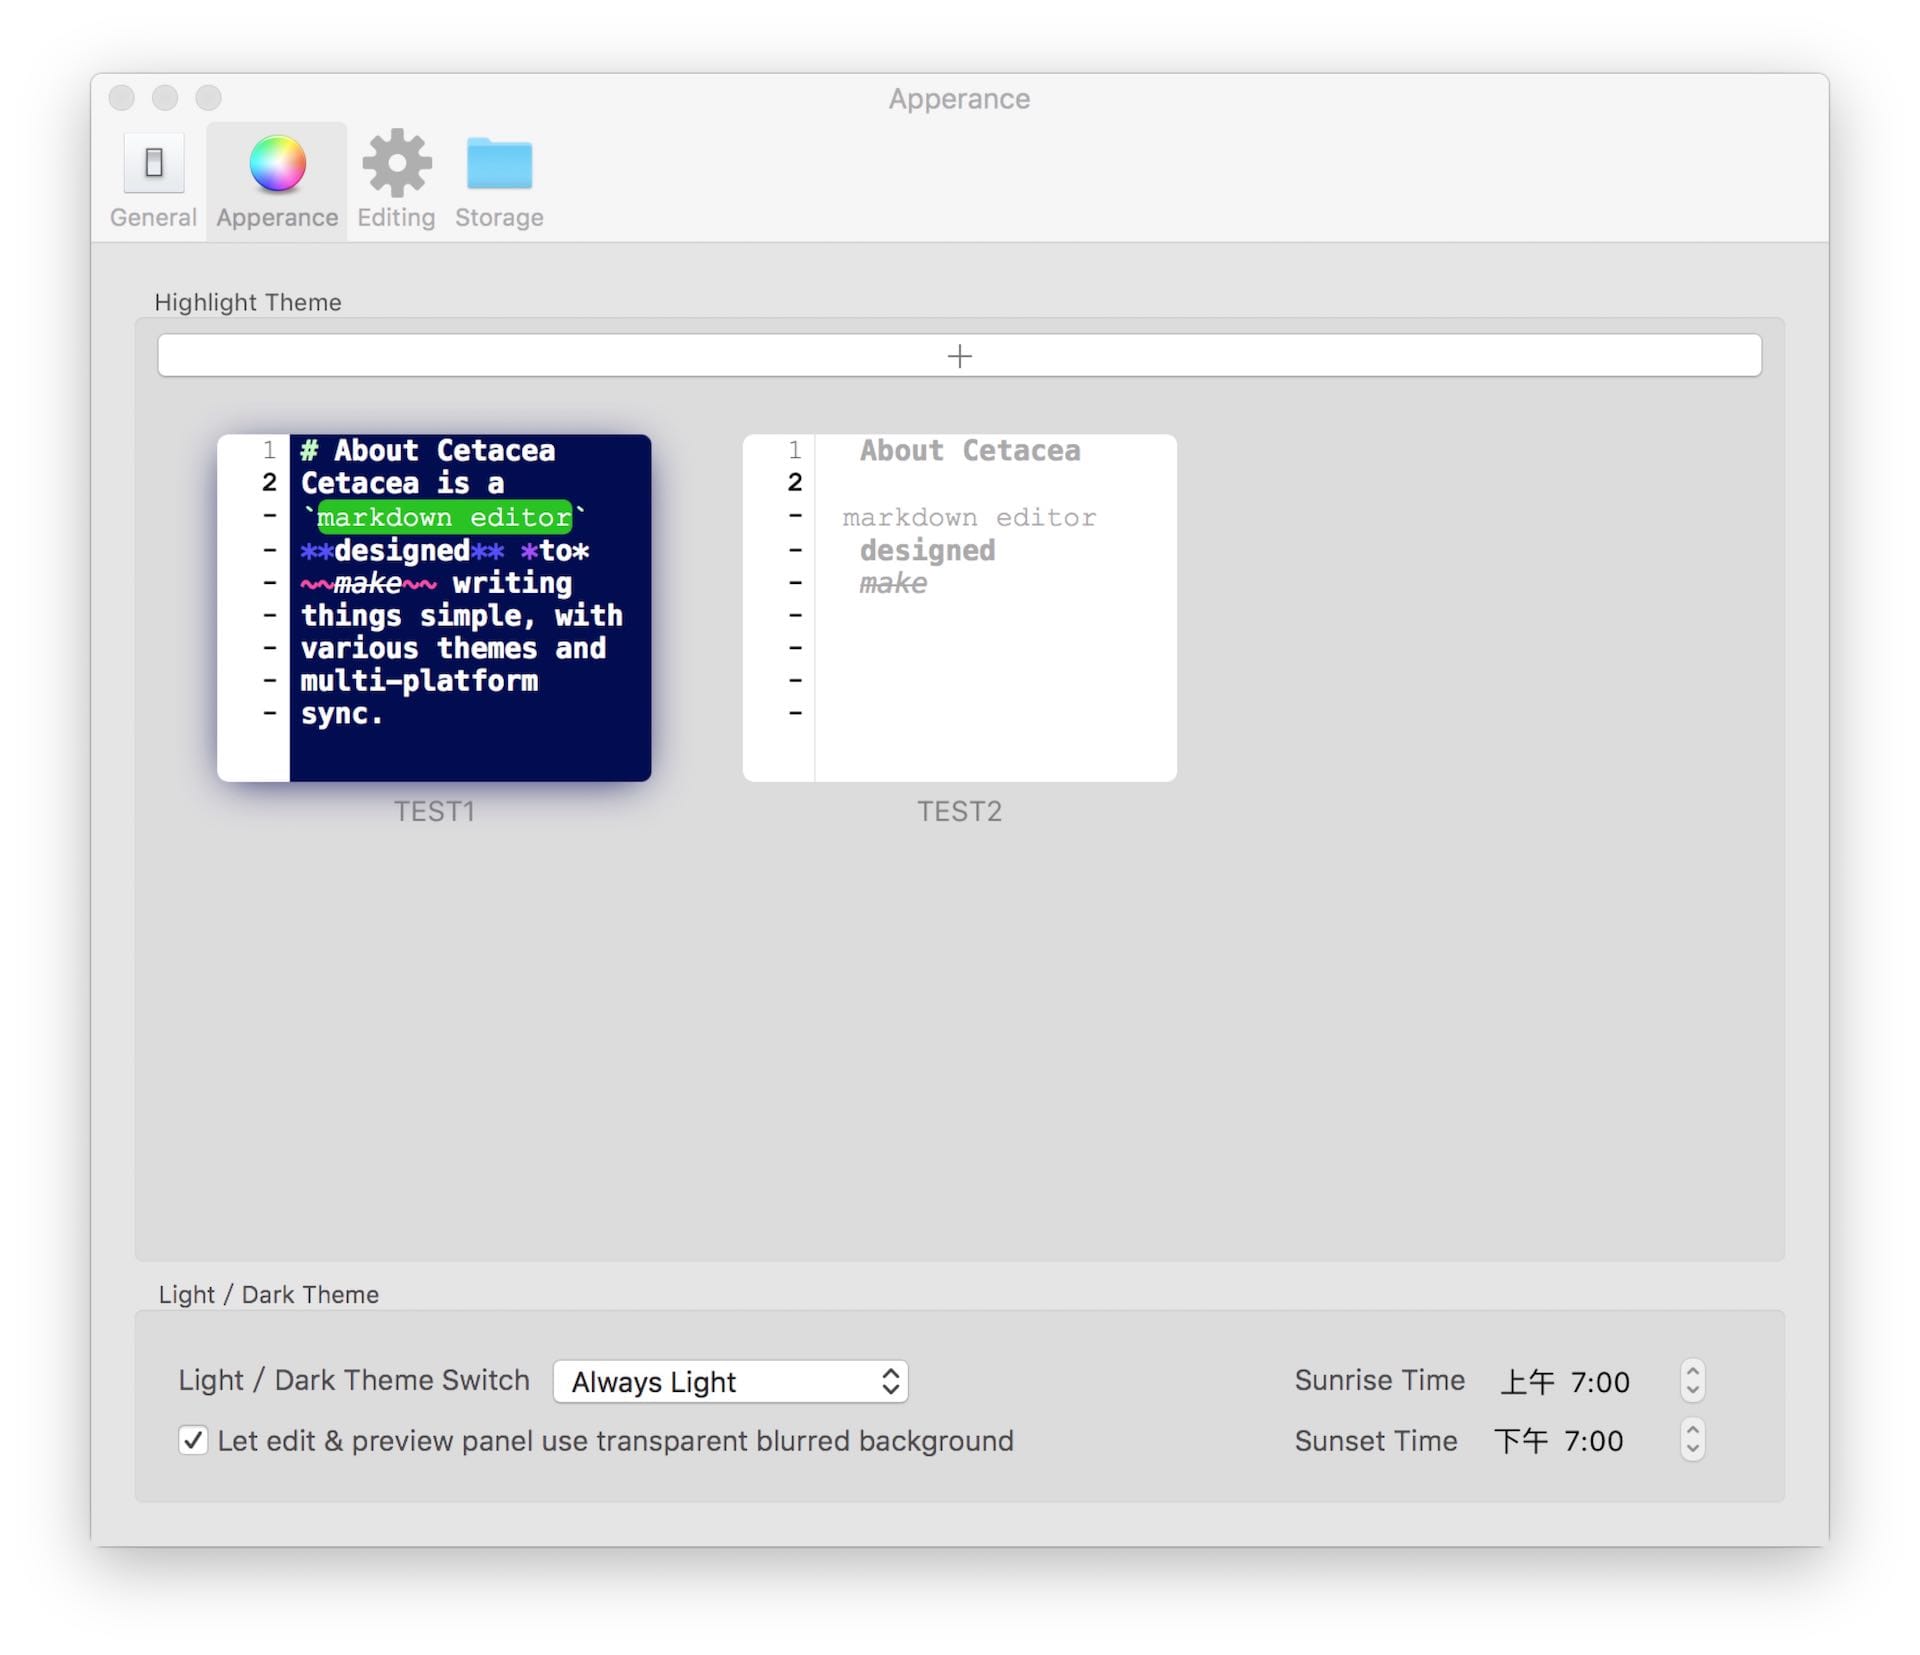 Apperance
General Apperance Editing Storage
Highlight Theme
+
1 # About Cetacea
2 Cetacea is a
- `markdown editor`
- **designed** *to*
- ~~make~~ writing
- things simple, with
- various themes and
- multi-platform
- sync.
TEST1
1 About Cetacea
2
- markdown editor
- designed
- make
-
-
-
-
TEST2
Light / Dark Theme
Light / Dark Theme Switch Always Light
Sunrise Time 上午 7:00
Let edit & preview panel use transparent blurred background
Sunset Time 下午 7:00